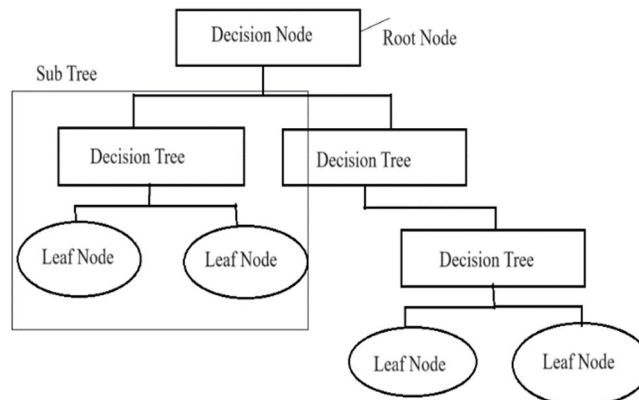 Decision Node
Root Node
Sub Tree
Decision Tree
Decision Tree
Leaf Node
Leaf Node
Decision Tree
Leaf Node
Leaf Node